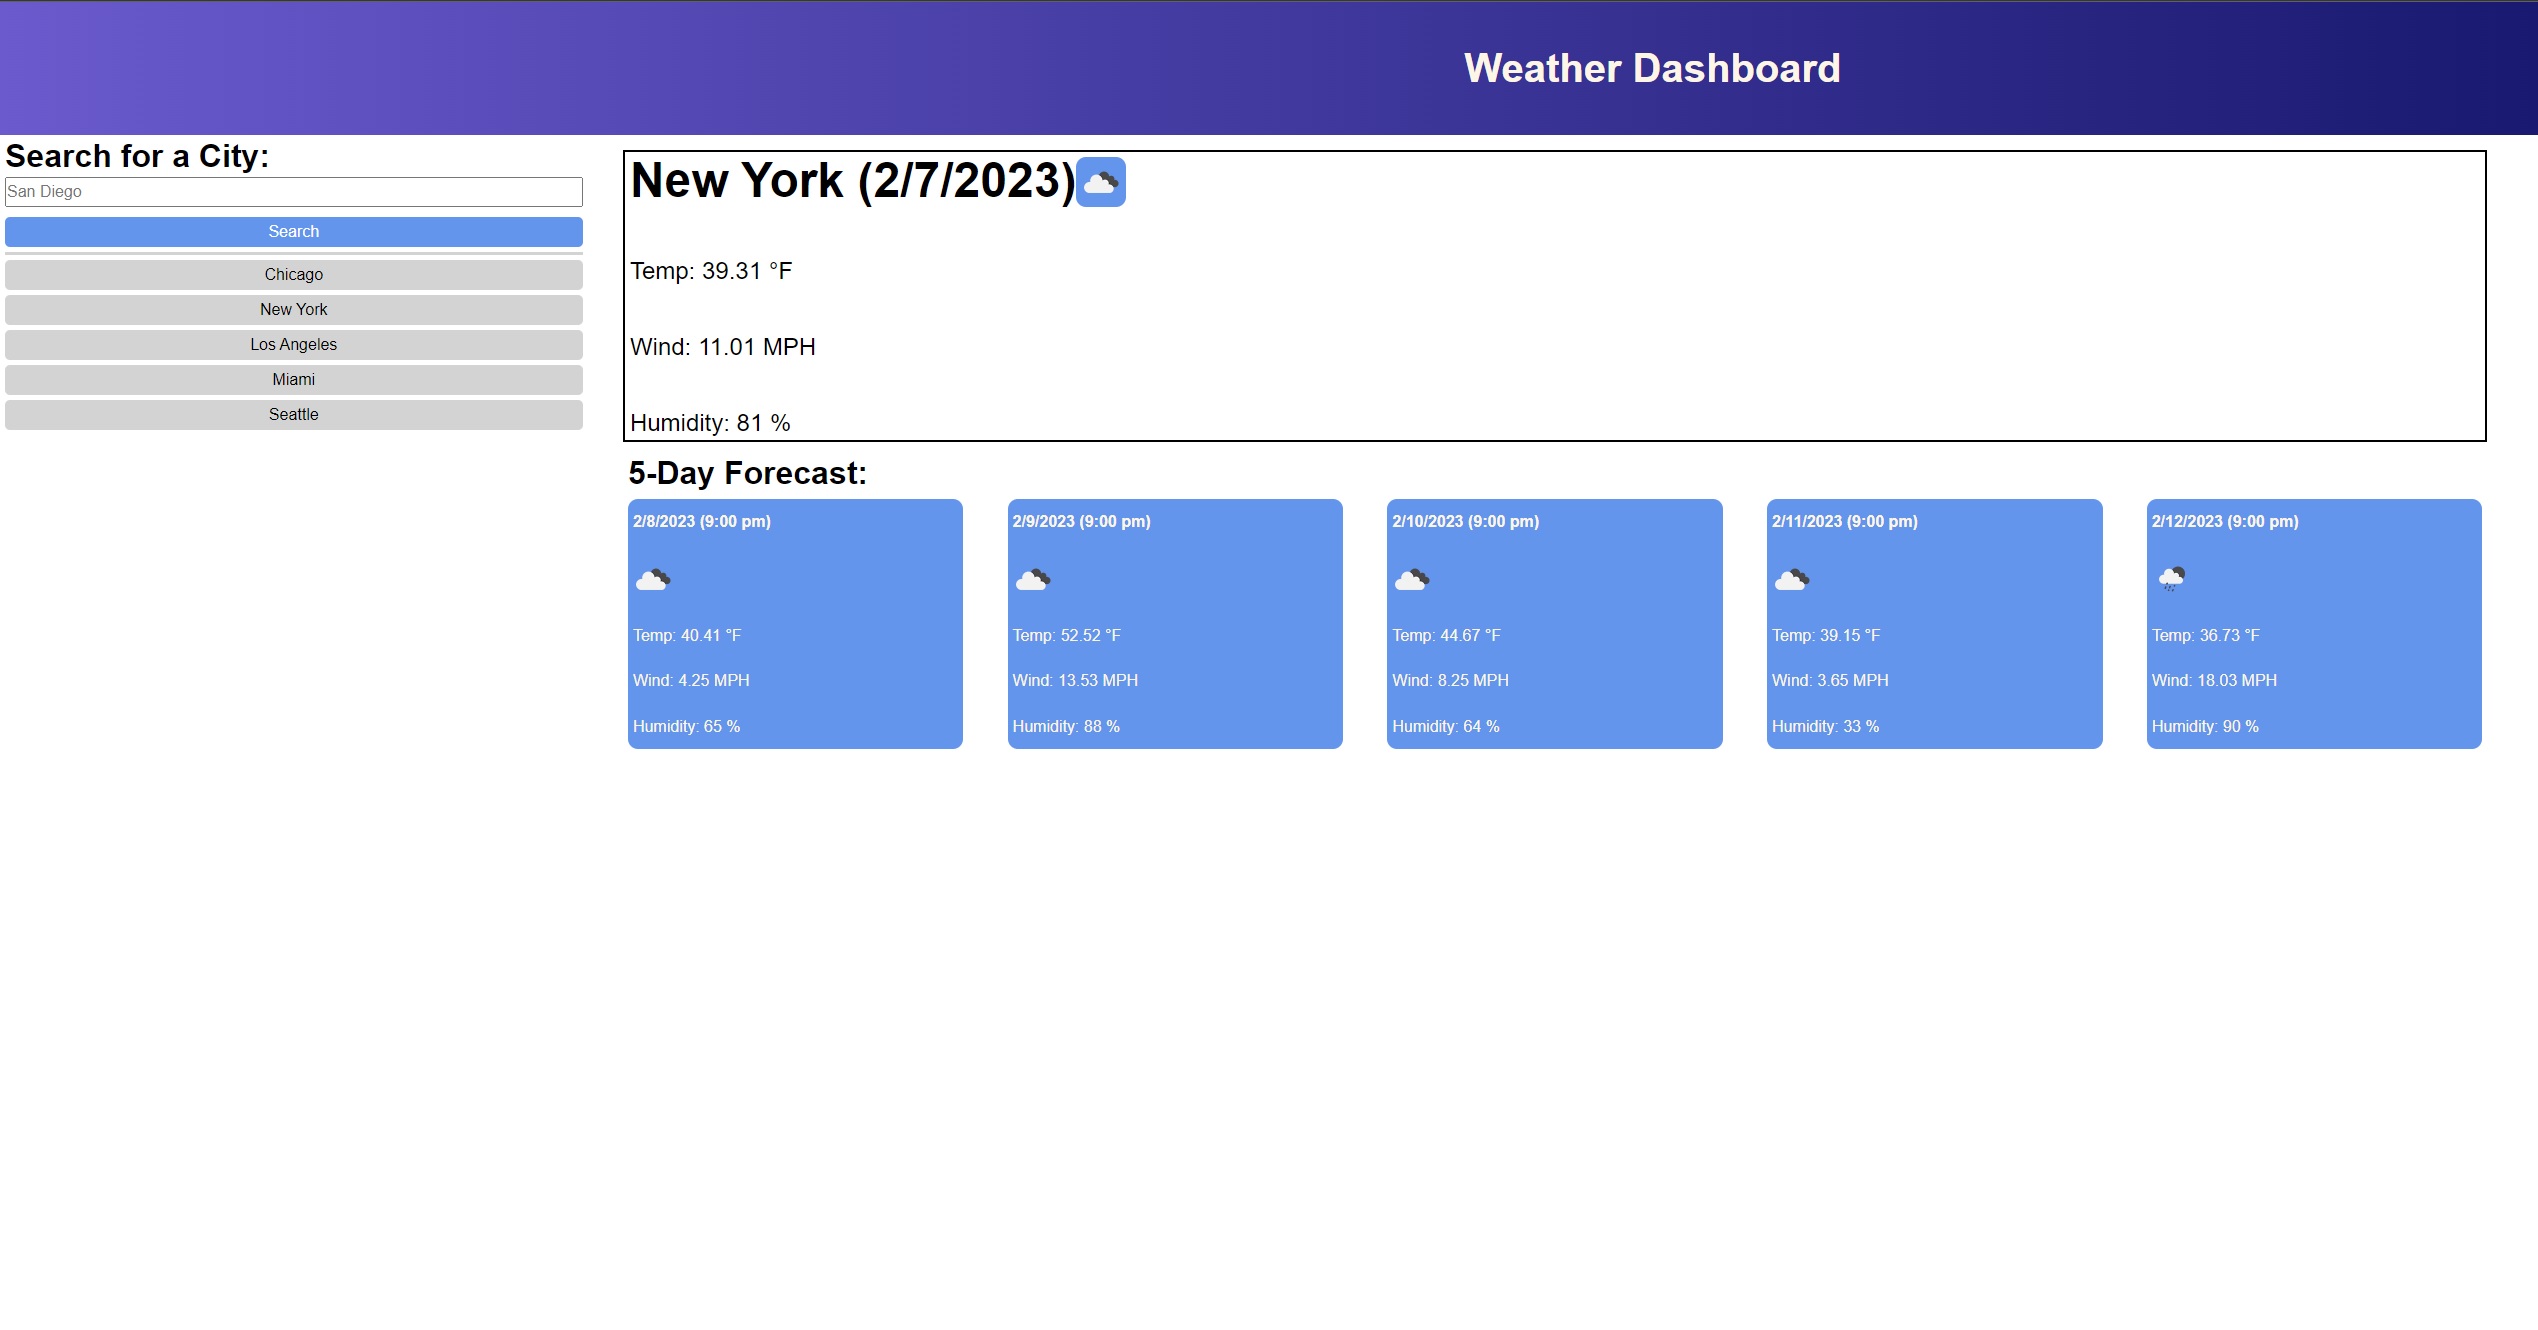 Weather Dashboard
Search for a City:
San Diego
Search
Chicago
New York
Los Angeles
Miami
Seattle
New York (2/7/2023)
Temp: 39.31 °F
Wind: 11.01 MPH
Humidity: 81 %
5-Day Forecast:
2/8/2023 (9:00 pm)
Temp: 40.41 °F
Wind: 4.25 MPH
Humidity: 65 %
2/9/2023 (9:00 pm)
Temp: 52.52 °F
Wind: 13.53 MPH
Humidity: 88 %
2/10/2023 (9:00 pm)
Temp: 44.67 °F
Wind: 8.25 MPH
Humidity: 64 %
2/11/2023 (9:00 pm)
Temp: 39.15 °F
Wind: 3.65 MPH
Humidity: 33 %
2/12/2023 (9:00 pm)
Temp: 36.73 °F
Wind: 18.03 MPH
Humidity: 90 %